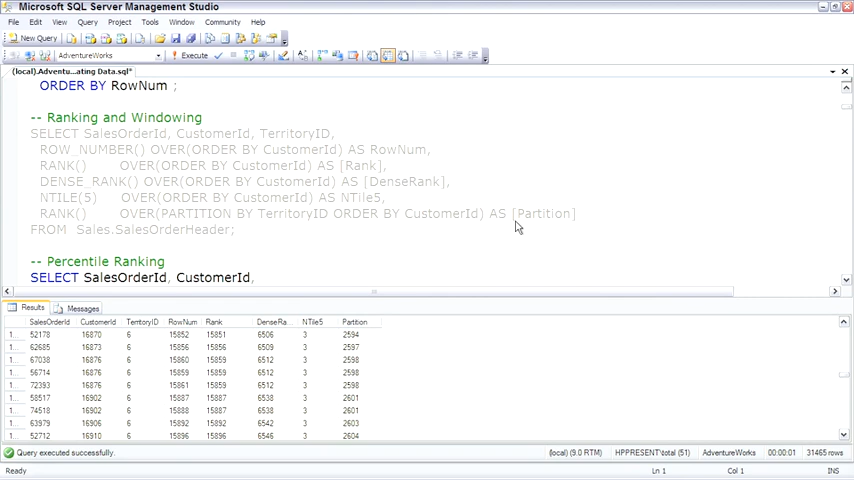 Microsoft SQL Server Management Studio
File Edit View Query Project Tools Window Community Help
New Query
AdventureWorks Execute
(local).Adventu...ating Data.sql*
ORDER BY RowNum ;
-- Ranking and Windowing
SELECT SalesOrderId, CustomerId, TerritoryID,
ROW_NUMBER() OVER(ORDER BY CustomerId) AS RowNum,
RANK() OVER(ORDER BY CustomerId) AS [Rank],
DENSE_RANK() OVER(ORDER BY CustomerId) AS [DenseRank],
NTILE(5) OVER(ORDER BY CustomerId) AS NTile5,
RANK() OVER(PARTITION BY TerritoryID ORDER BY CustomerId) AS [Partition]
FROM Sales.SalesOrderHeader;
-- Percentile Ranking
SELECT SalesOrderId, CustomerId,
Results Messages
SalesOrderId CustomerId TerritoryID RowNum Rank DenseRa... NTile5 Partition
1... 52178 16870 6 15852 15851 6506 3 2594
1... 62685 16873 6 15856 15856 6509 3 2597
1... 67038 16876 6 15860 15859 6512 3 2598
1... 56714 16876 6 15859 15859 6512 3 2598
1... 72393 16876 6 15861 15859 6512 3 2598
1... 58517 16902 6 15887 15887 6538 3 2601
1... 74518 16902 6 15888 15887 6538 3 2601
1... 63979 16906 6 15892 15892 6542 3 2603
1... 52712 16910 6 15896 15896 6546 3 2604
Query executed successfully. (local) (9.0 RTM) HPPRESENT\total (51) AdventureWorks 00:00:01 31465 rows
Ready Ln 1 Col 1 INS